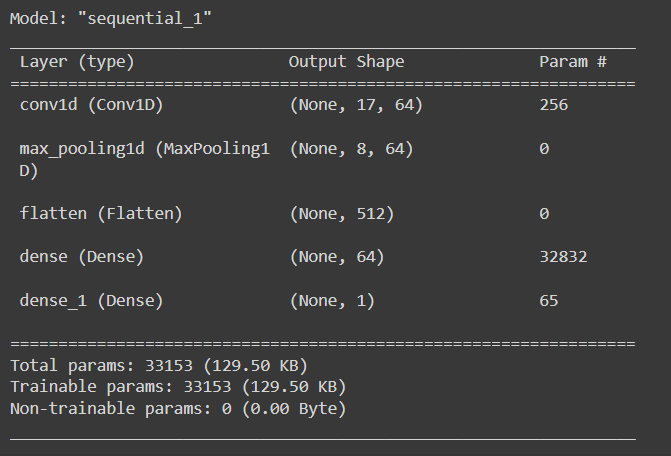 Model: "sequential_1"
Layer (type) Output Shape Param #
conv1d (Conv1D) (None, 17, 64) 256
max_pooling1d (MaxPooling1 (None, 8, 64) 0
D)
flatten (Flatten) (None, 512) 0
dense (Dense) (None, 64) 32832
dense_1 (Dense) (None, 1) 65
Total params: 33153 (129.50 KB)
Trainable params: 33153 (129.50 KB)
Non-trainable params: 0 (0.00 Byte)